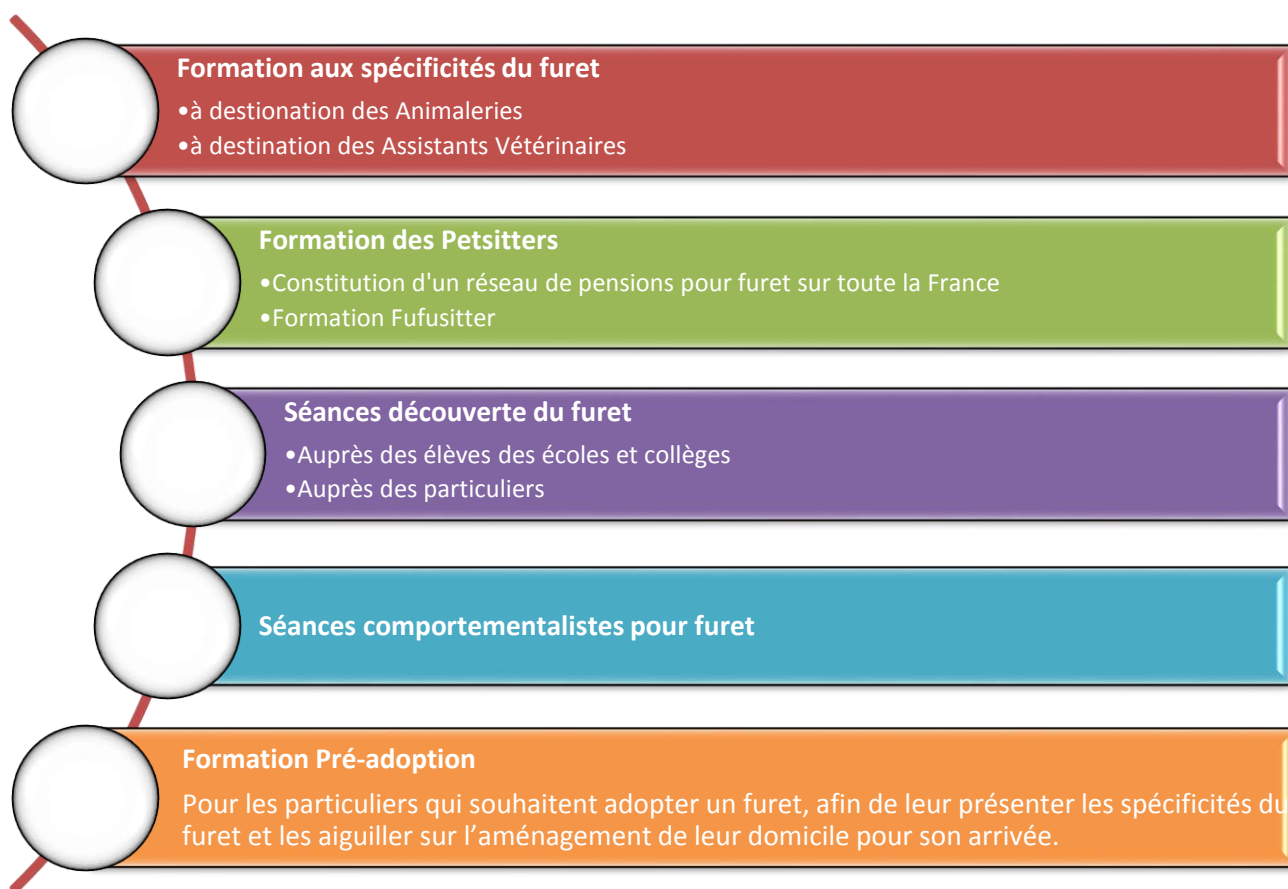 Formation aux spécificités du furet
•à destionation des Animaleries
•à destination des Assistants Vétérinaires
Formation des Petsitters
•Constitution d'un réseau de pensions pour furet sur toute la France
•Formation Fufusitter
Séances découverte du furet
•Auprès des élèves des écoles et collèges
•Auprès des particuliers
Séances comportementalistes pour furet
Formation Pré-adoption
Pour les particuliers qui souhaitent adopter un furet, afin de leur présenter les spécificités du
furet et les aiguiller sur l’aménagement de leur domicile pour son arrivée.